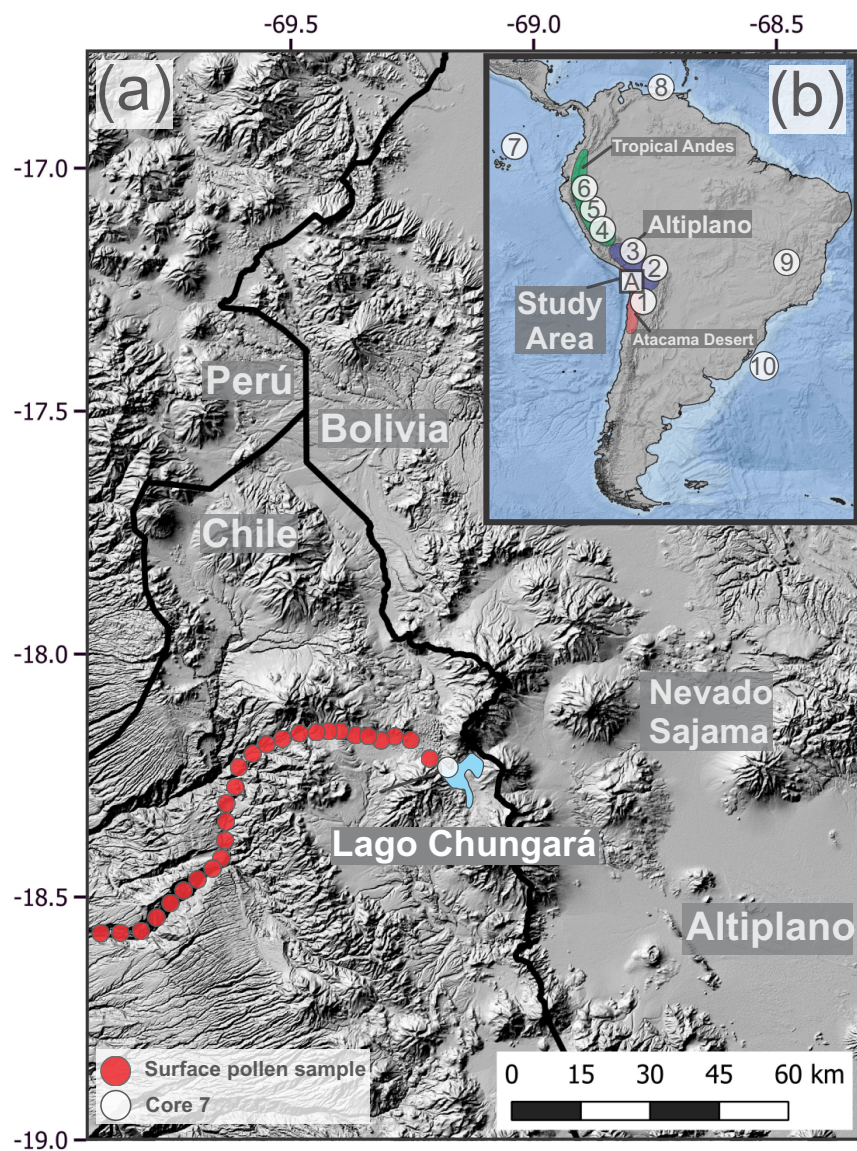 -69.5 -69.0 -68.5
(a)
(b)
-17.0
-17.5
-18.0
-18.5
-19.0
8
7
Tropical Andes
6
5
4
Altiplano
3
2
9
A
1
Study
Area
Atacama Desert
10
Perú
Bolivia
Chile
Nevado
Sajama
Lago Chungará
Altiplano
Surface pollen sample
Core 7
0 15 30 45 60 km